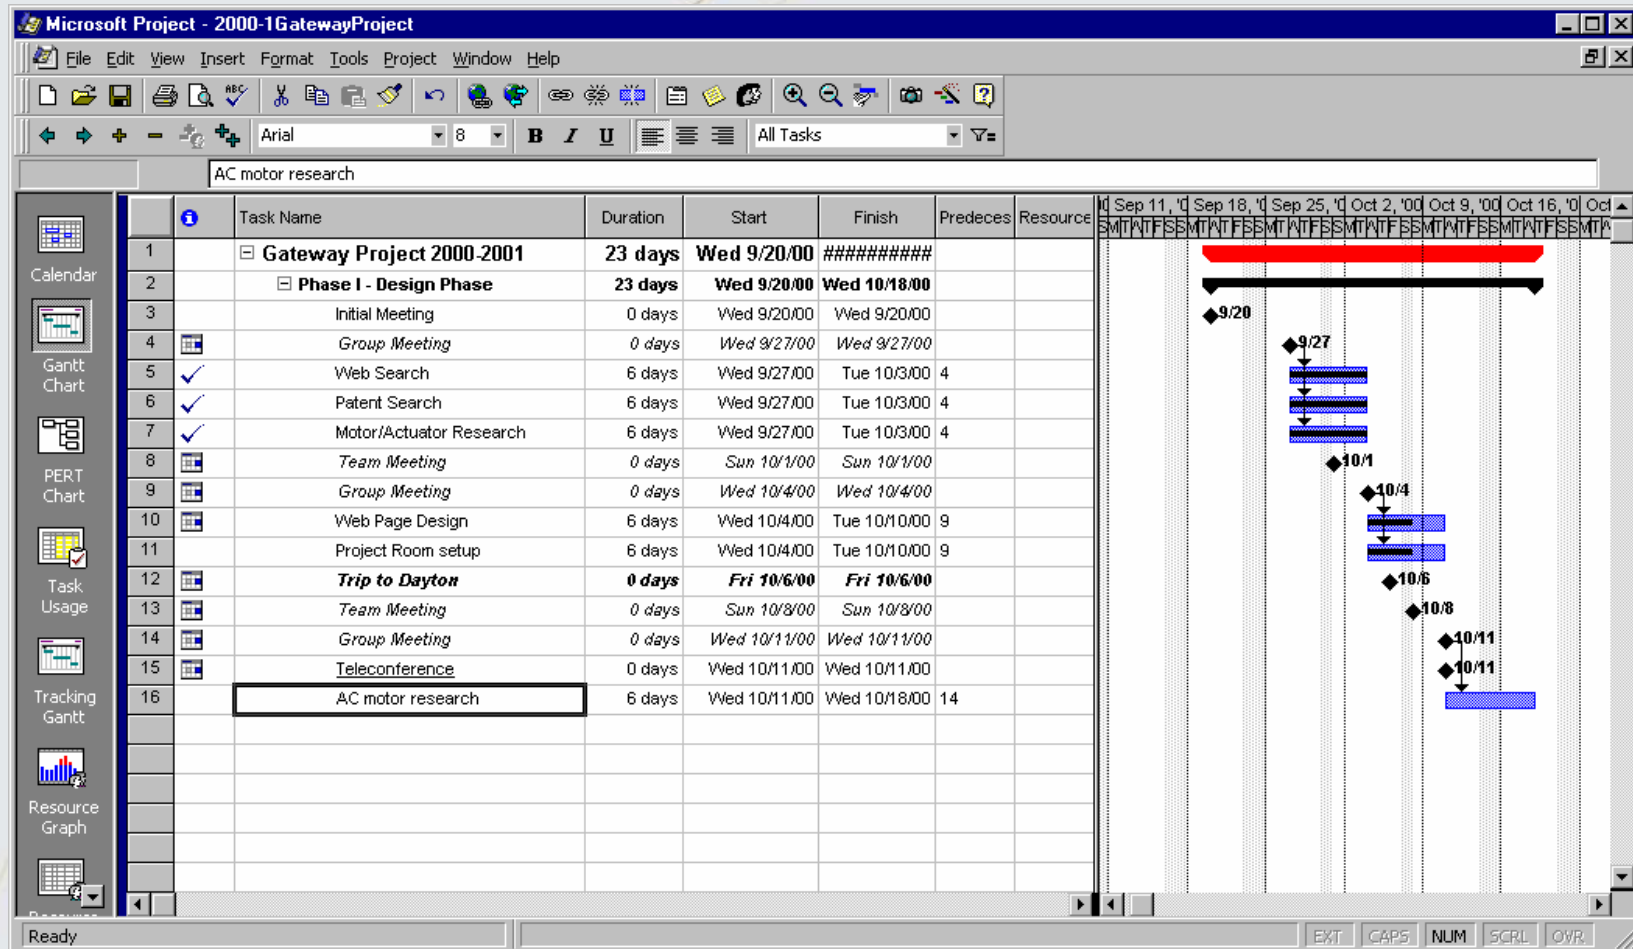 Microsoft Project - 2000-1GatewayProject
File Edit View Insert Format Tools Project Window Help
Arial 8 B I U All Tasks
AC motor research
Task Name Duration Start Finish Predeces Resource Sep 11, '0 Sep 18, '0 Sep 25, '0 Oct 2, '00 Oct 9, '00 Oct 16, '0 Oct
1 Gateway Project 2000-2001 23 days Wed 9/20/00 ##########
2 Phase I - Design Phase 23 days Wed 9/20/00 Wed 10/18/00
3 Initial Meeting 0 days Wed 9/20/00 Wed 9/20/00 9/20
4 Group Meeting 0 days Wed 9/27/00 Wed 9/27/00 9/27
5 Web Search 6 days Wed 9/27/00 Tue 10/3/00 4
6 Patent Search 6 days Wed 9/27/00 Tue 10/3/00 4
7 Motor/Actuator Research 6 days Wed 9/27/00 Tue 10/3/00 4
8 Team Meeting 0 days Sun 10/1/00 Sun 10/1/00 10/1
9 Group Meeting 0 days Wed 10/4/00 Wed 10/4/00 10/4
10 Web Page Design 6 days Wed 10/4/00 Tue 10/10/00 9
11 Project Room setup 6 days Wed 10/4/00 Tue 10/10/00 9
12 Trip to Dayton 0 days Fri 10/6/00 Fri 10/6/00 10/6
13 Team Meeting 0 days Sun 10/8/00 Sun 10/8/00 10/8
14 Group Meeting 0 days Wed 10/11/00 Wed 10/11/00 10/11
15 Teleconference 0 days Wed 10/11/00 Wed 10/11/00 10/11
16 AC motor research 6 days Wed 10/11/00 Wed 10/18/00 14
Calendar
Gantt
Chart
PERT
Chart
Task
Usage
Tracking
Gantt
Resource
Graph
Ready EXT CAPS NUM SCRL OVR